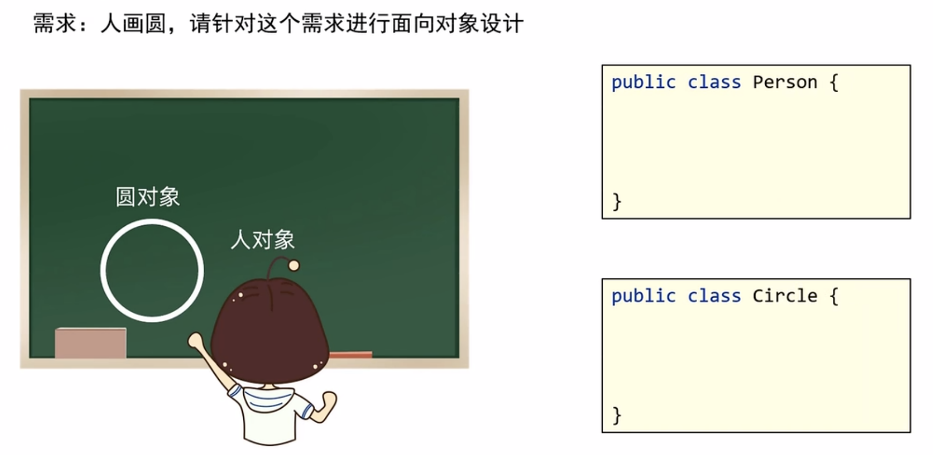 需求：人画圆，请针对这个需求进行面向对象设计
圆对象
人对象
public class Person {
}
public class Circle {
}